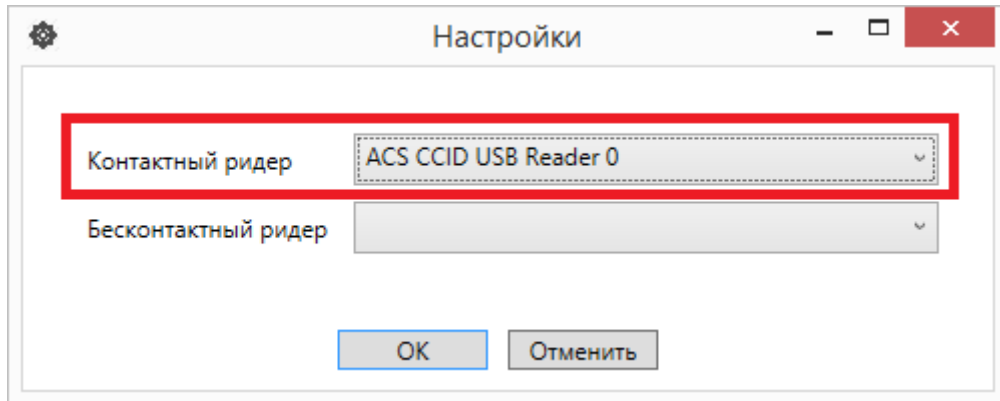 Настройки
Контактный ридер
ACS CCID USB Reader 0
Бесконтактный ридер
OK
Отменить